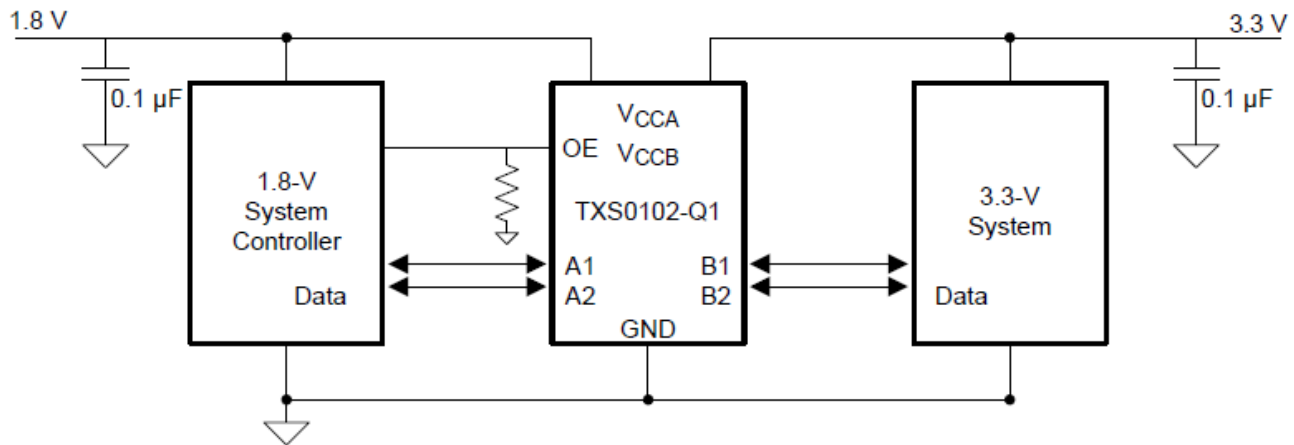 1.8 V
3.3 V
0.1 µF
0.1 µF
VCCA
OE
VCCB
1.8-V
System
Controller
TXS0102-Q1
3.3-V
System
A1
B1
A2
B2
Data
Data
GND